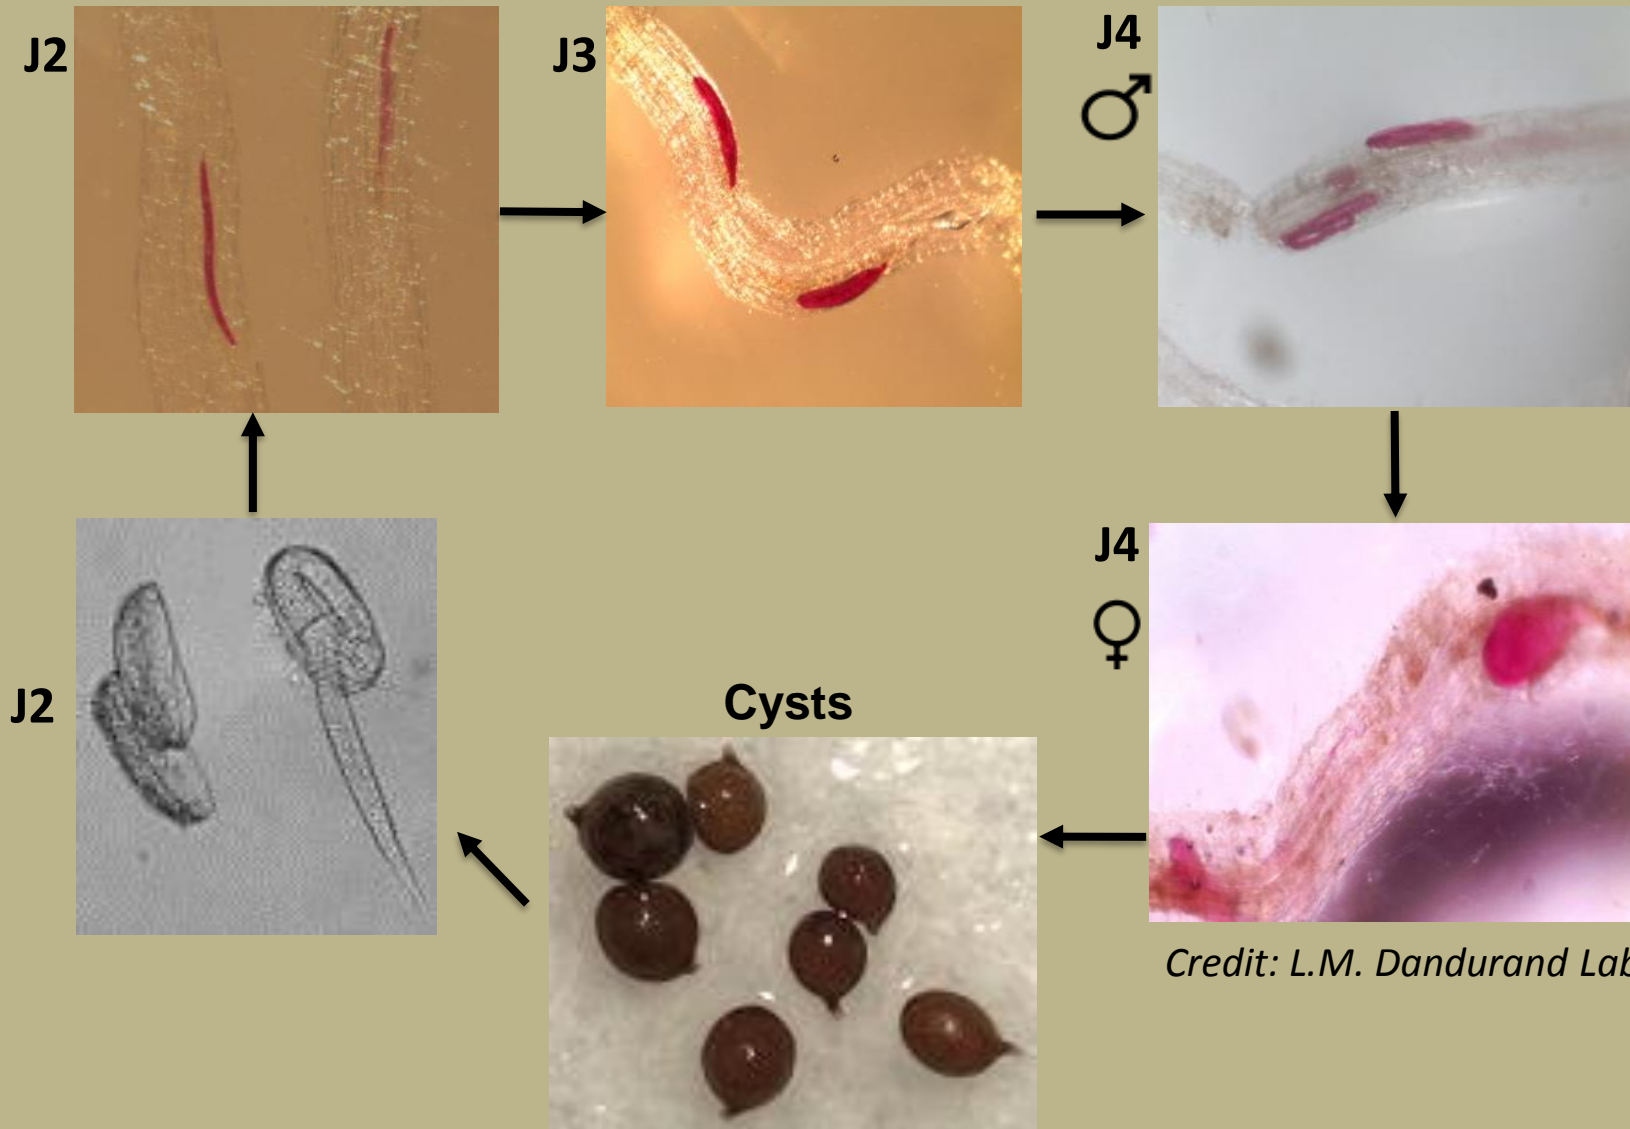 J2
J3
J4
♂
J4
♀
J2
Cysts
Credit: L.M. Dandurand Lab